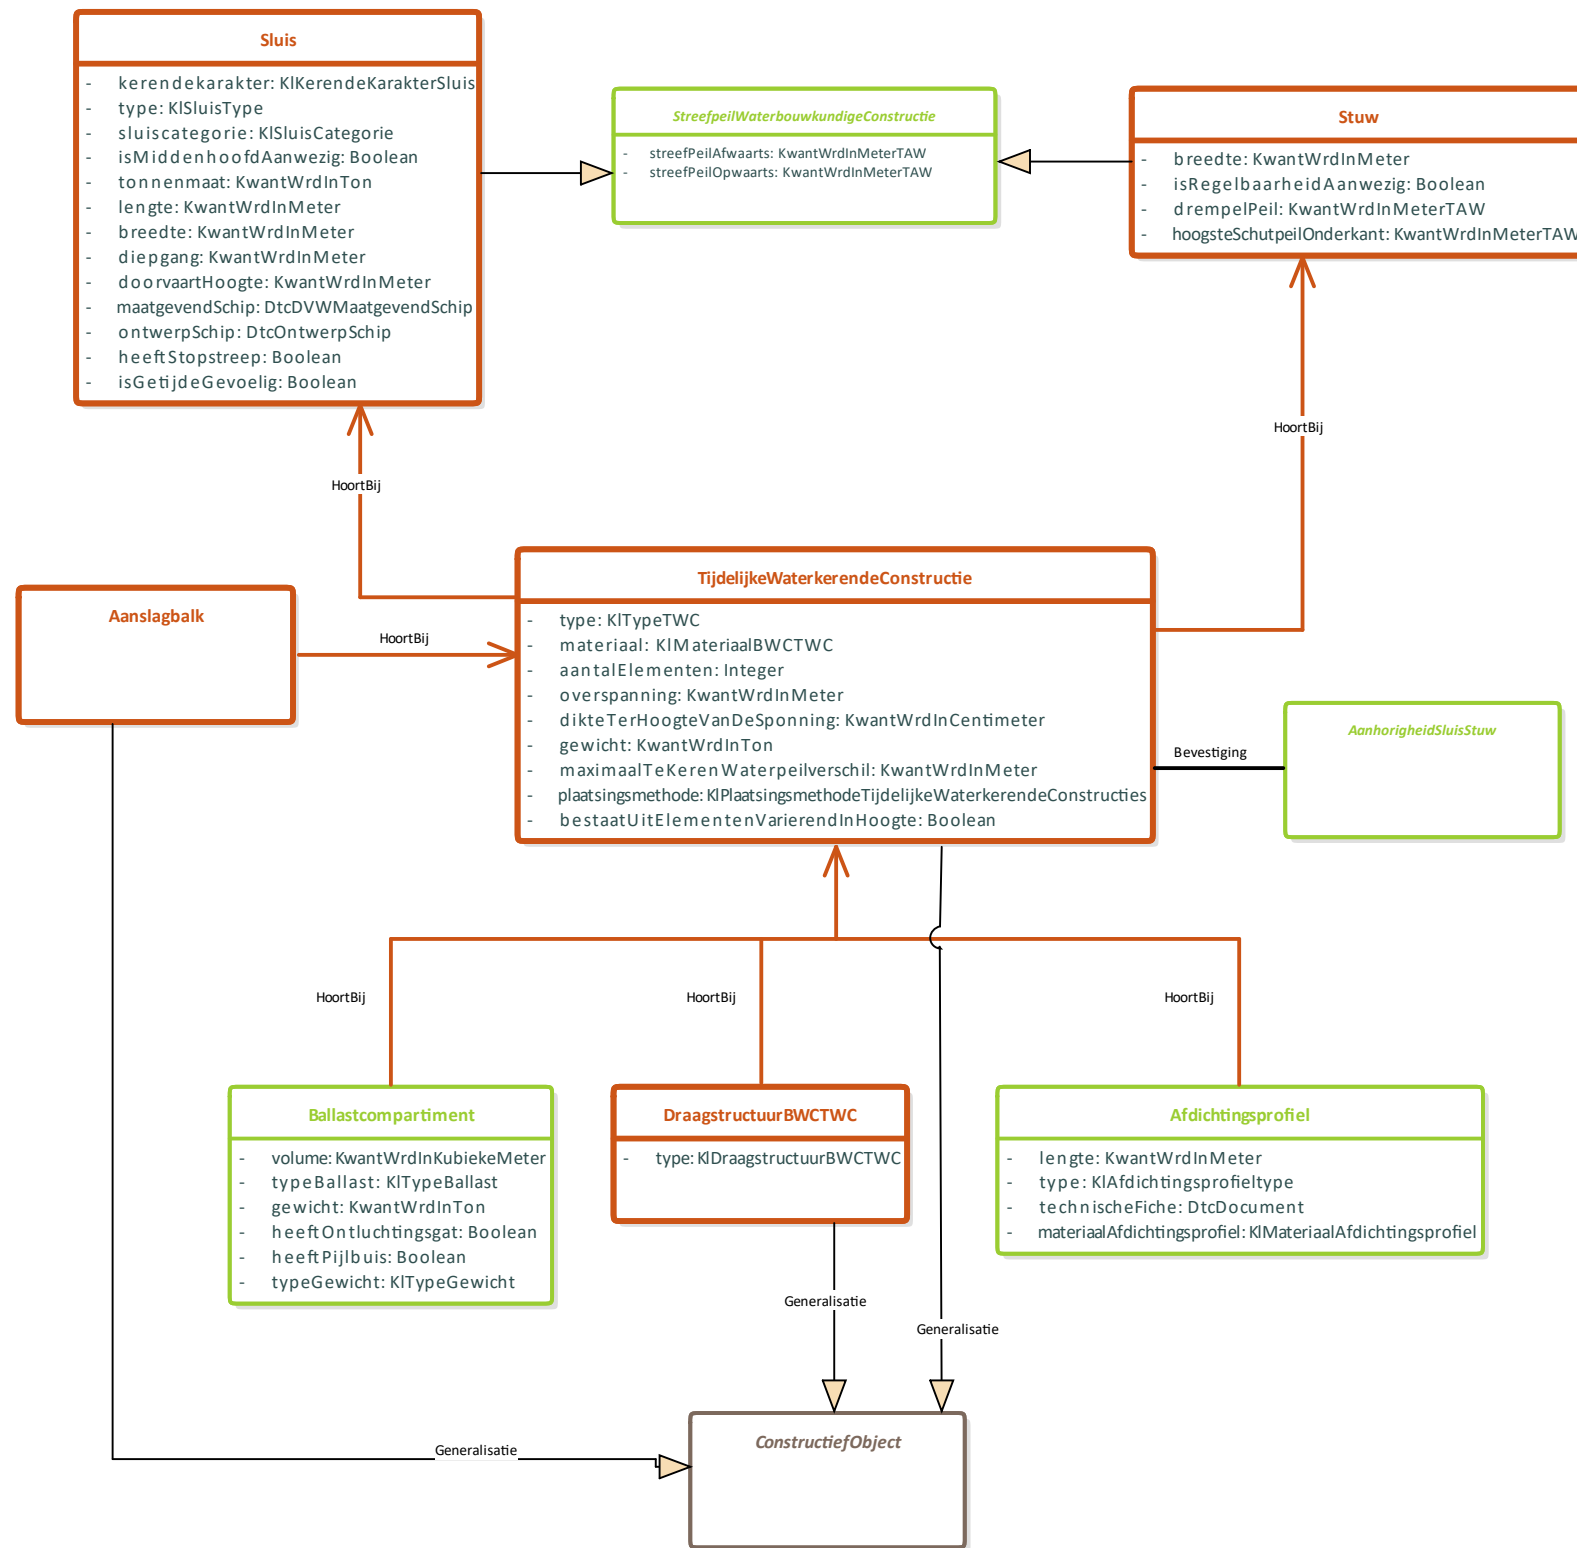 Sluis
- kerendekarakter: KlKerendeKarakterSluis
- type: KlSluisType
- sluiscategorie: KlSluisCategorie
- isMiddenhoofdAanwezig: Boolean
- tonnenmaat: KwantWrdInTon
- lengte: KwantWrdInMeter
- breedte: KwantWrdInMeter
- diepgang: KwantWrdInMeter
- doorvaartHoogte: KwantWrdInMeter
- maatgevendSchip: DtcDVWMaatgevendSchip
- ontwerpSchip: DtcOntwerpSchip
- heeftStopstreep: Boolean
- isGetijdeGevoelig: Boolean
StreefpeilWaterbouwkundigeConstructie
- streefPeilAfwaarts: KwantWrdInMeterTAW
- streefPeilOpwaarts: KwantWrdInMeterTAW
Stuw
- breedte: KwantWrdInMeter
- isRegelbaarheidAanwezig: Boolean
- drempelPeil: KwantWrdInMeterTAW
- hoogsteSchutpeilOnderkant: KwantWrdInMeterTAW
HoortBij
HoortBij
Aanslagbalk
HoortBij
TijdelijkeWaterkerendeConstructie
- type: KlTypeTWC
- materiaal: KlMateriaalBWCTWC
- aantalElementen: Integer
- overspanning: KwantWrdInMeter
- dikteTerHoogteVanDeSponning: KwantWrdInCentimeter
- gewicht: KwantWrdInTon
- maximaalTeKerenWaterpeilverschil: KwantWrdInMeter
- plaatsingsmethode: KlPlaatsingsmethodeTijdelijkeWaterkerendeConstructies
- bestaatUitElementenVarierendInHoogte: Boolean
Bevestiging
AanhorigheidSluisStuw
HoortBij
HoortBij
HoortBij
Ballastcompartiment
- volume: KwantWrdInKubiekeMeter
- typeBallast: KlTypeBallast
- gewicht: KwantWrdInTon
- heeftOntluchtingsgat: Boolean
- heeftPijlbuis: Boolean
- typeGewicht: KlTypeGewicht
DraagstructuurBWCTWC
- type: KlDraagstructuurBWCTWC
Afdichtingsprofiel
- lengte: KwantWrdInMeter
- type: KlAfdichtingsprofieltype
- technischeFiche: DtcDocument
- materiaalAfdichtingsprofiel: KlMateriaalAfdichtingsprofiel
Generalisatie
Generalisatie
Generalisatie
ConstructiefObject